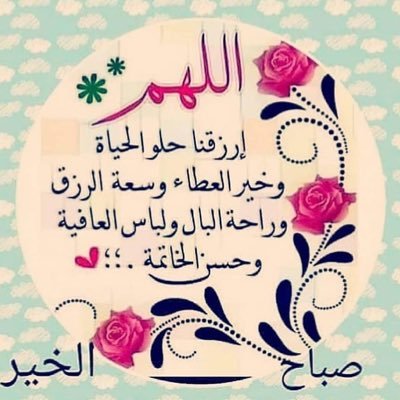 اللهم
إرزقنا حلو الحياة
وخير العطاء وسعة الرزق
وراحة البال ولباس العافية
وحسن الخاتمة .؛؛
صباح الخير